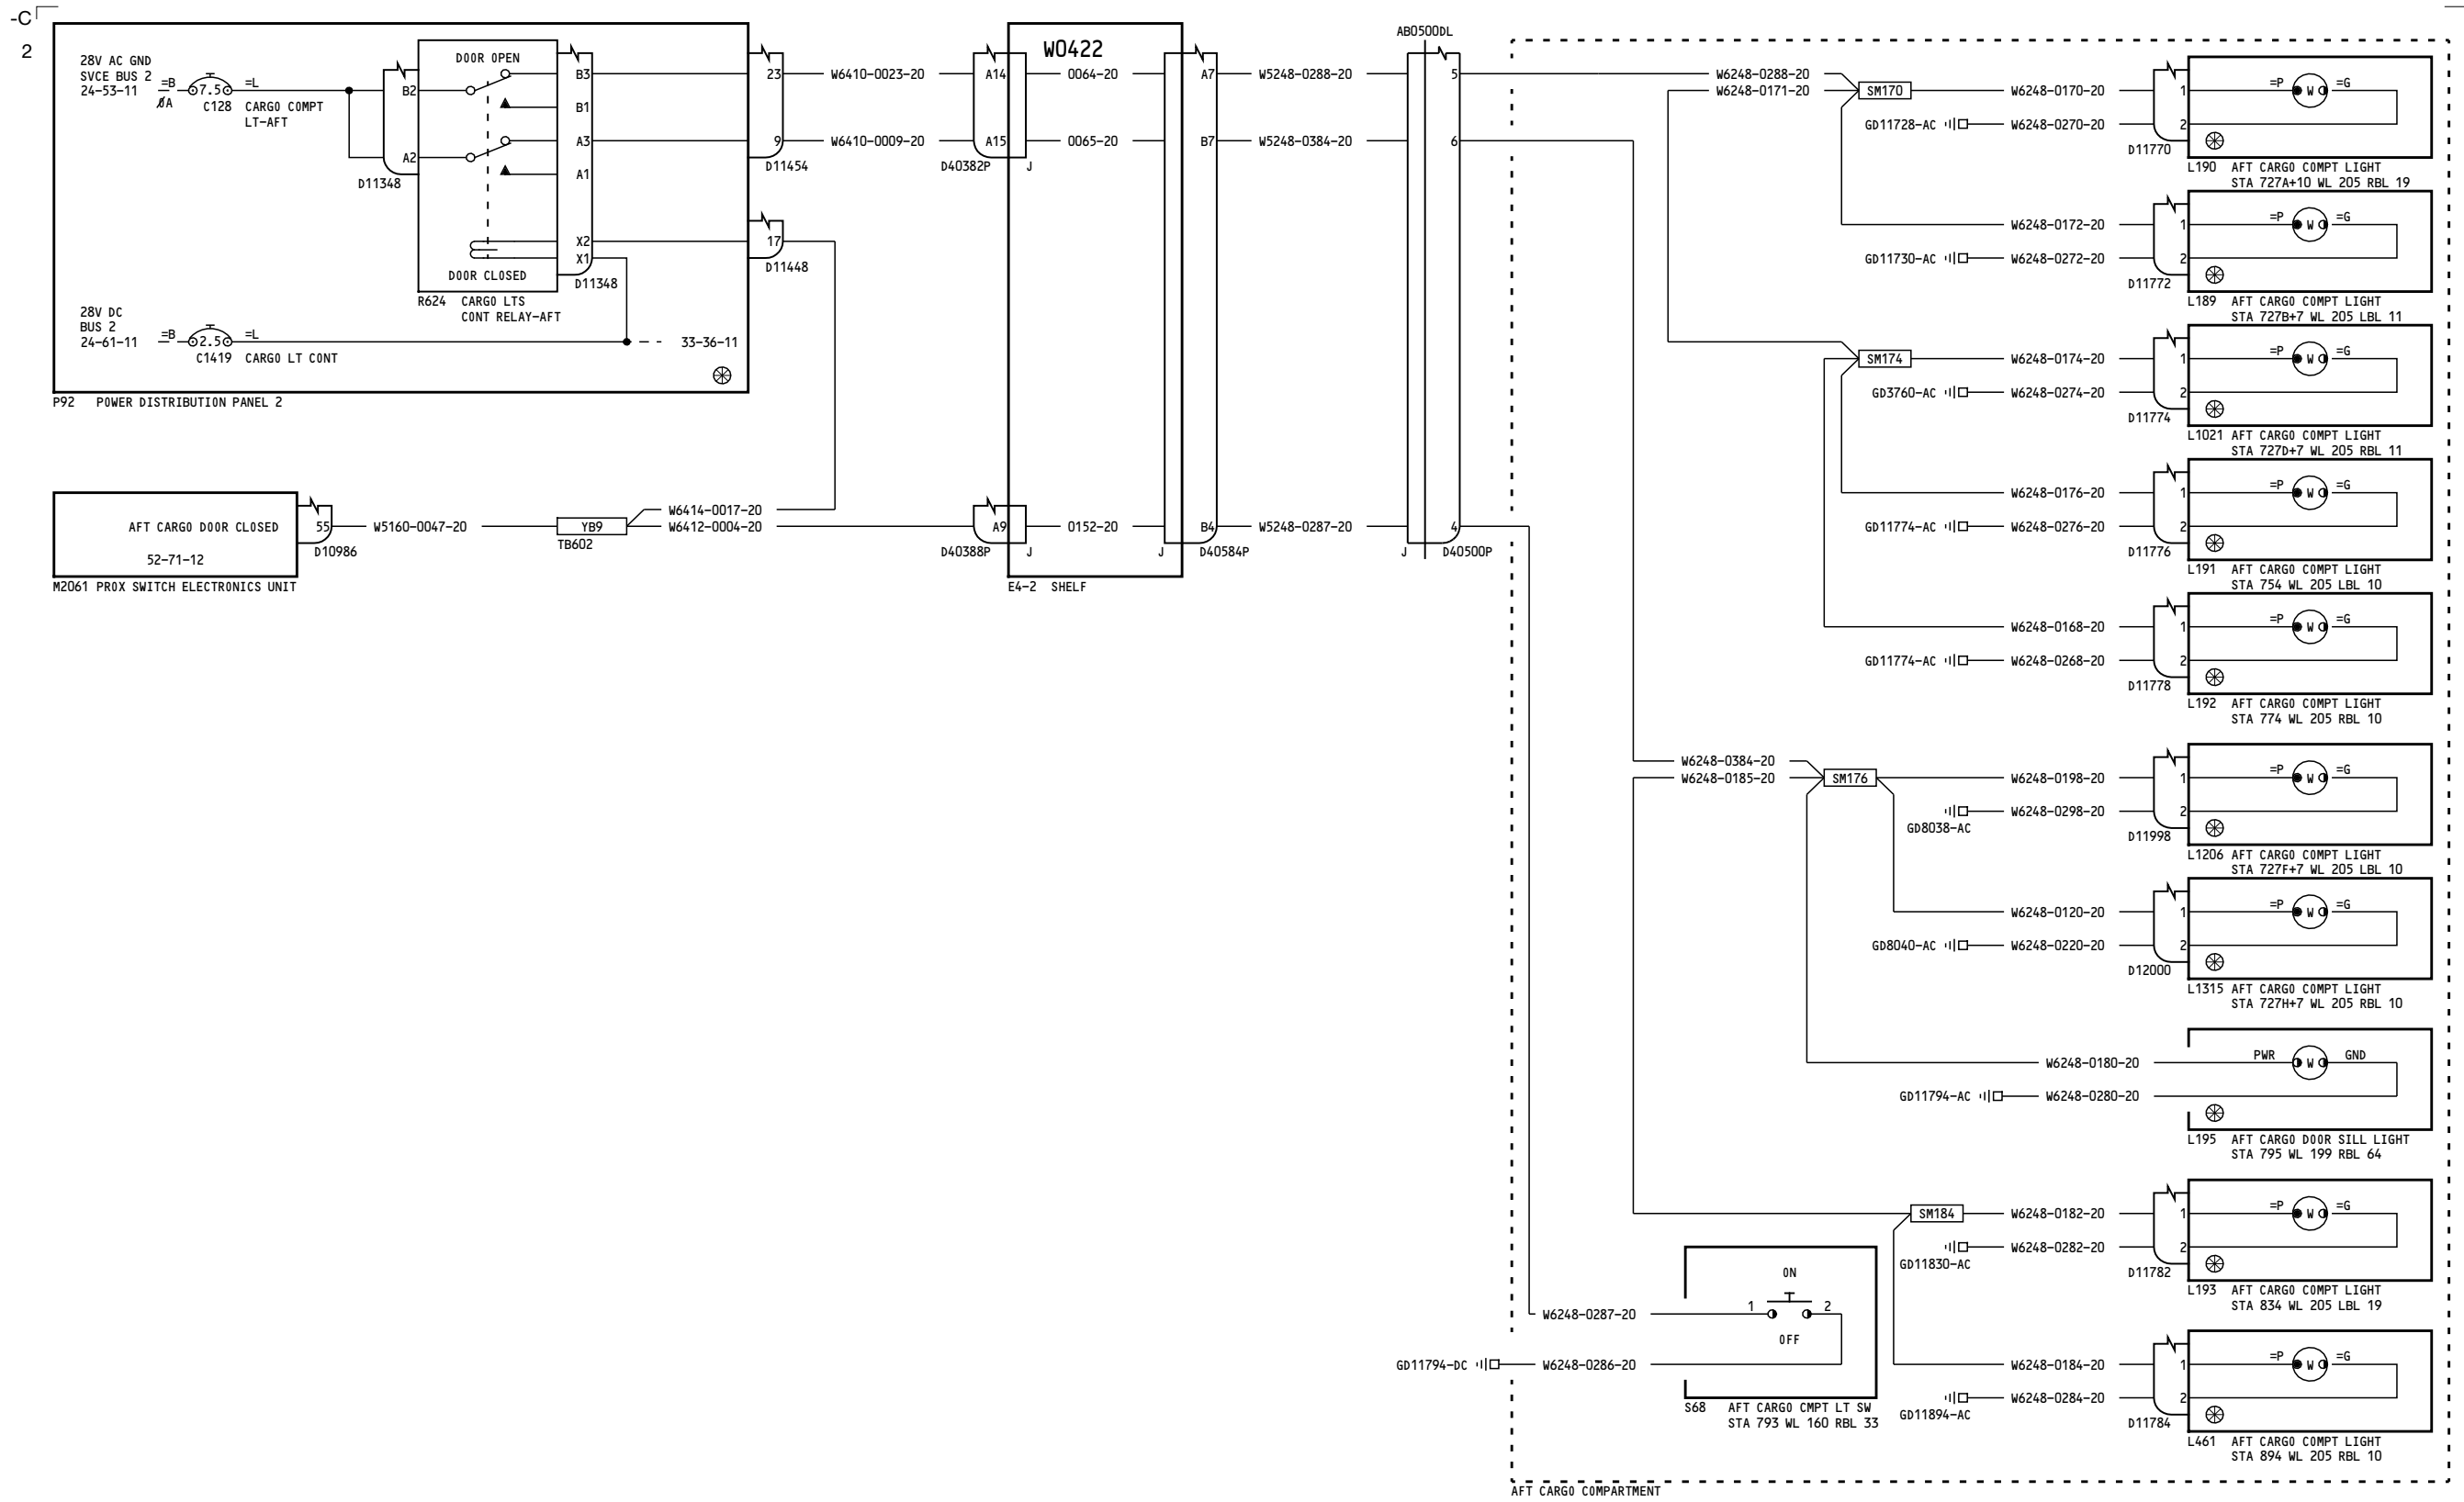 -C
2
28V AC GND
SVCE BUS 2
24-53-11
=B
ØA
7.5
=L
C128 CARGO COMPT
LT-AFT
D11348
B2
A2
DOOR OPEN
DOOR CLOSED
R624 CARGO LTS
CONT RELAY-AFT
B3
B1
A3
A1
X2
X1
D11348
28V DC
BUS 2
24-61-11
=B
2.5
=L
C1419 CARGO LT CONT
33-36-11
P92 POWER DISTRIBUTION PANEL 2
23
9
D11454
17
D11448
W6410-0023-20
W6410-0009-20
AFT CARGO DOOR CLOSED
52-71-12
M2061 PROX SWITCH ELECTRONICS UNIT
55
D10986
W5160-0047-20
YB9
TB602
W6414-0017-20
W6412-0004-20
A14
A15
D40382P
J
A9
D40388P
J
W0422
0064-20
0065-20
0152-20
E4-2 SHELF
A7
B7
B4
J
D40584P
W5248-0288-20
W5248-0384-20
W5248-0287-20
AB0500DL
5
6
4
J
D40500P
W6248-0288-20
W6248-0171-20
SM170
W6248-0170-20
GD11728-AC
W6248-0270-20
1
2
D11770
=P
W
=G
L190 AFT CARGO COMPT LIGHT
STA 727A+10 WL 205 RBL 19
W6248-0172-20
GD11730-AC
W6248-0272-20
1
2
D11772
=P
W
=G
L189 AFT CARGO COMPT LIGHT
STA 727B+7 WL 205 LBL 11
SM174
W6248-0174-20
GD3760-AC
W6248-0274-20
1
2
D11774
=P
W
=G
L1021 AFT CARGO COMPT LIGHT
STA 727D+7 WL 205 RBL 11
W6248-0176-20
GD11774-AC
W6248-0276-20
1
2
D11776
=P
W
=G
L191 AFT CARGO COMPT LIGHT
STA 754 WL 205 LBL 10
W6248-0168-20
GD11774-AC
W6248-0268-20
1
2
D11778
=P
W
=G
L192 AFT CARGO COMPT LIGHT
STA 774 WL 205 RBL 10
W6248-0384-20
W6248-0185-20
SM176
W6248-0198-20
GD8038-AC
W6248-0298-20
1
2
D11998
=P
W
=G
L1206 AFT CARGO COMPT LIGHT
STA 727F+7 WL 205 LBL 10
W6248-0120-20
GD8040-AC
W6248-0220-20
1
2
D12000
=P
W
=G
L1315 AFT CARGO COMPT LIGHT
STA 727H+7 WL 205 RBL 10
W6248-0180-20
GD11794-AC
W6248-0280-20
PWR
W
GND
L195 AFT CARGO DOOR SILL LIGHT
STA 795 WL 199 RBL 64
SM184
W6248-0182-20
GD11830-AC
W6248-0282-20
1
2
D11782
=P
W
=G
L193 AFT CARGO COMPT LIGHT
STA 834 WL 205 LBL 19
W6248-0184-20
GD11894-AC
W6248-0284-20
1
2
D11784
=P
W
=G
L461 AFT CARGO COMPT LIGHT
STA 894 WL 205 RBL 10
W6248-0287-20
GD11794-DC
W6248-0286-20
ON
1
2
OFF
S68 AFT CARGO CMPT LT SW
STA 793 WL 160 RBL 33
AFT CARGO COMPARTMENT